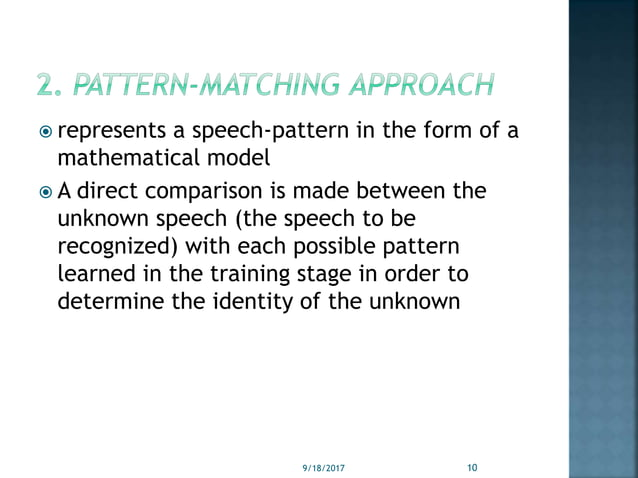 2. PATTERN-MATCHING APPROACH
represents a speech-pattern in the form of a
mathematical model
A direct comparison is made between the
unknown speech (the speech to be
recognized) with each possible pattern
learned in the training stage in order to
determine the identity of the unknown
9/18/2017 10